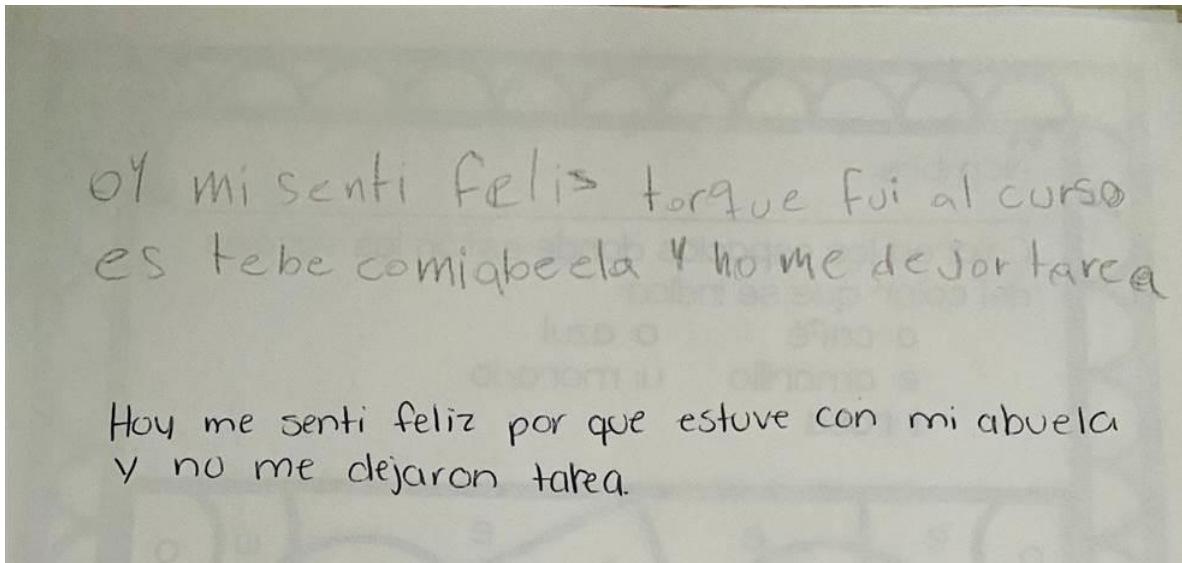 oy mi senti felis torque fui al curso
es tebe comiabeela y no me dejor tarea
Hoy me senti feliz por que estuve con mi abuela
y no me dejaron tarea.